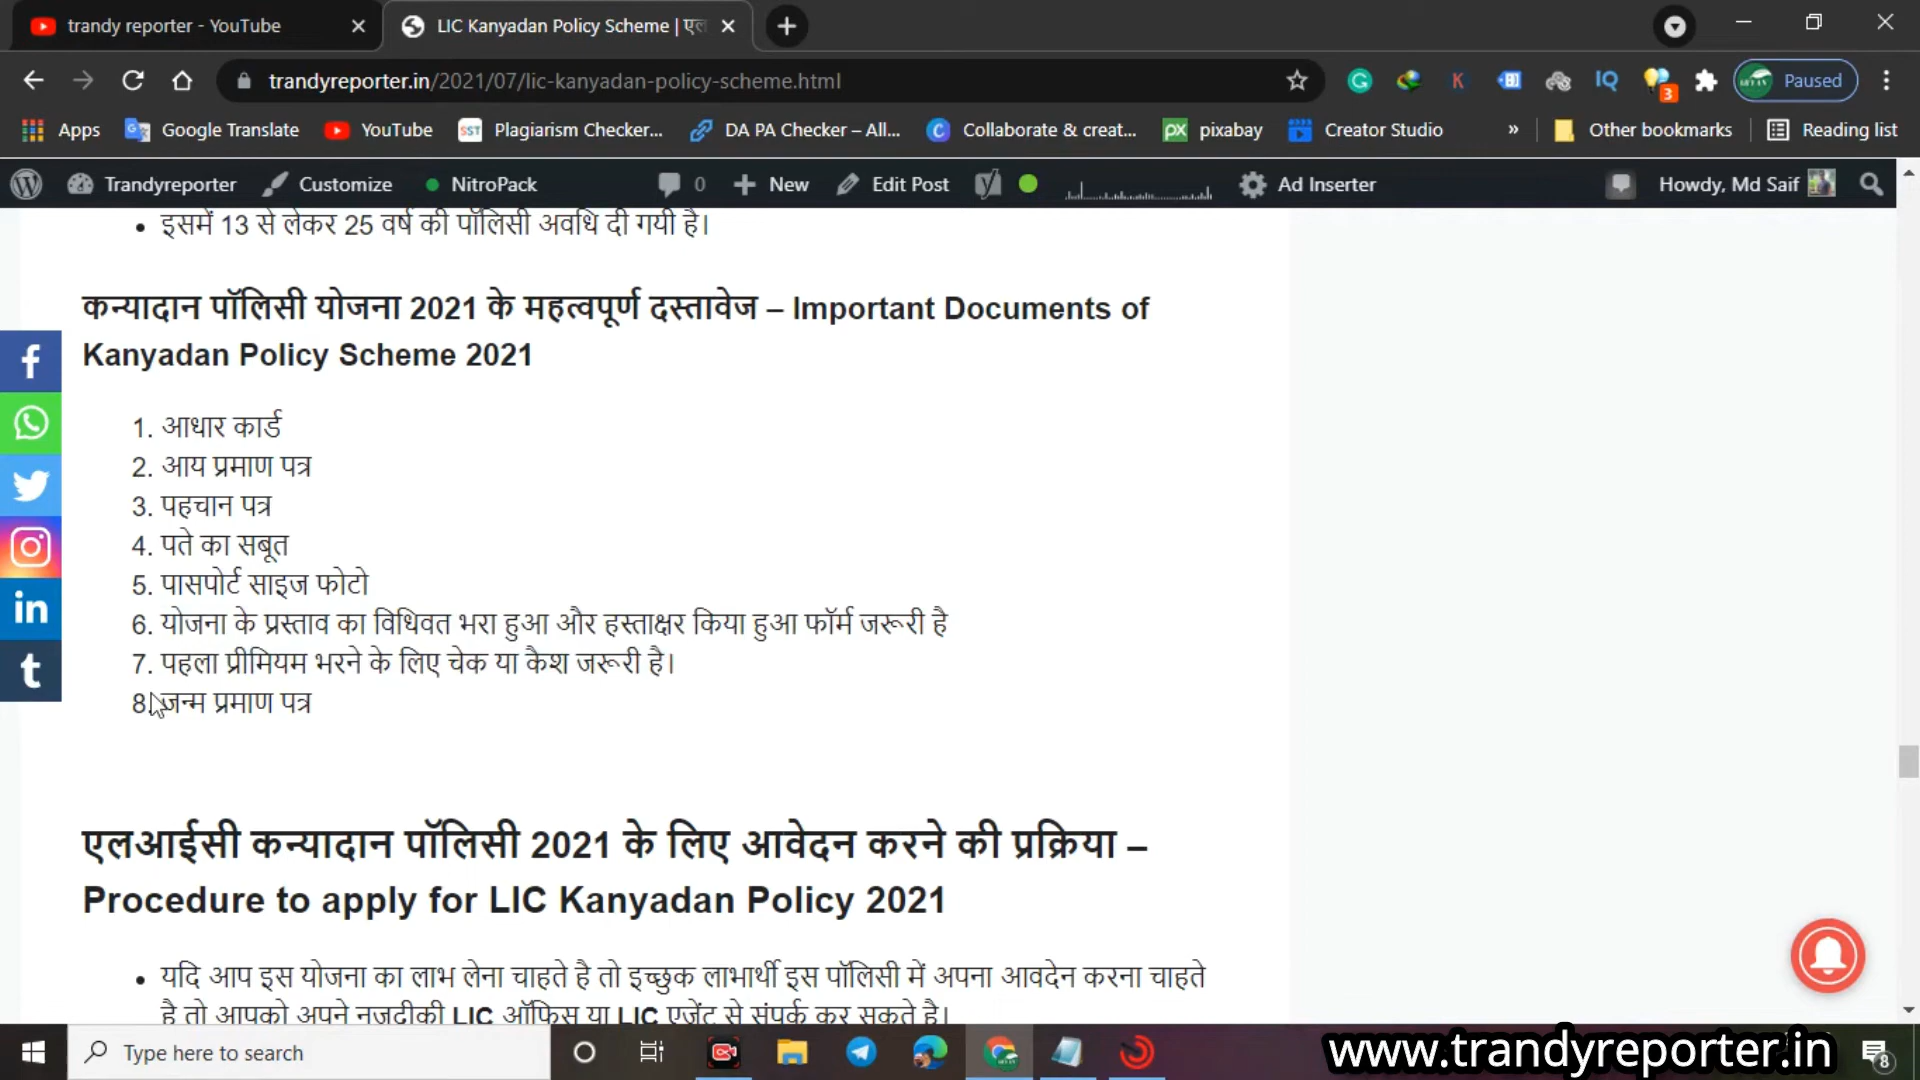 trandy reporter - YouTube
LIC Kanyadan Policy Scheme | एल
trandyreporter.in/2021/07/lic-kanyadan-policy-scheme.html
Paused
3
Apps
Google Translate
YouTube
SST Plagiarism Checker...
DA PA Checker – All...
Collaborate & creat...
px pixabay
Creator Studio
»
Other bookmarks
Reading list
Trandyreporter
Customize
NitroPack
0
New
Edit Post
Ad Inserter
Howdy, Md Saif
• इसमें 13 से लेकर 25 वर्ष की पॉलिसी अवधि दी गयी है।
कन्यादान पॉलिसी योजना 2021 के महत्वपूर्ण दस्तावेज – Important Documents of
Kanyadan Policy Scheme 2021
1. आधार कार्ड
2. आय प्रमाण पत्र
3. पहचान पत्र
4. पते का सबूत
5. पासपोर्ट साइज फोटो
6. योजना के प्रस्ताव का विधिवत भरा हुआ और हस्ताक्षर किया हुआ फॉर्म जरूरी है
7. पहला प्रीमियम भरने के लिए चेक या कैश जरूरी है।
8. जन्म प्रमाण पत्र
एलआईसी कन्यादान पॉलिसी 2021 के लिए आवेदन करने की प्रक्रिया –
Procedure to apply for LIC Kanyadan Policy 2021
• यदि आप इस योजना का लाभ लेना चाहते है तो इच्छुक लाभार्थी इस पॉलिसी में अपना आवदेन करना चाहते
है तो आपको अपने नजदीकी LIC ऑफिस या LIC एजेंट से संपर्क कर सकते है।
Type here to search
www.trandyreporter.in
8